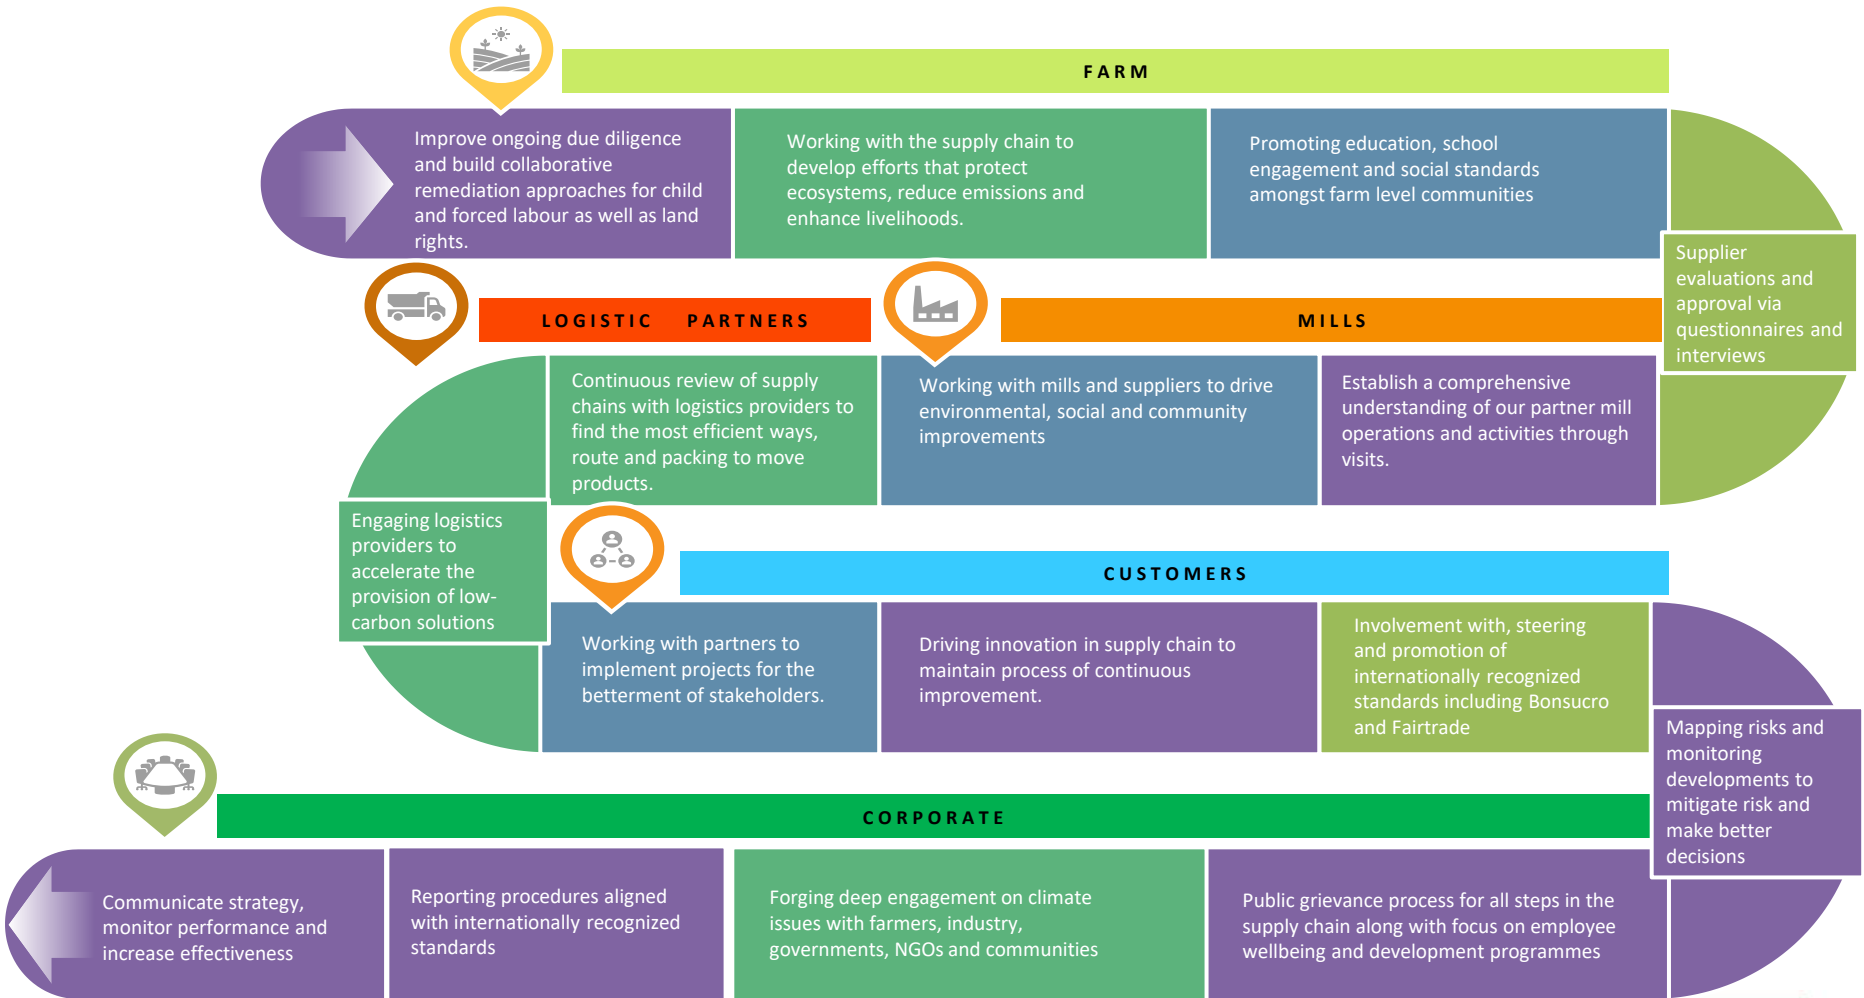 FARM
Improve ongoing due diligence
and build collaborative
remediation approaches for child
and forced labour as well as land
rights.
Working with the supply chain to
develop efforts that protect
ecosystems, reduce emissions and
enhance livelihoods.
Promoting education, school
engagement and social standards
amongst farm level communities
Supplier
evaluations and
approval via
questionnaires and
interviews
LOGISTIC PARTNERS
MILLS
Continuous review of supply
chains with logistics providers to
find the most efficient ways,
route and packing to move
products.
Working with mills and suppliers to drive
environmental, social and community
improvements
Establish a comprehensive
understanding of our partner mill
operations and activities through
visits.
Engaging logistics
providers to
accelerate the
provision of low-
carbon solutions
CUSTOMERS
Working with partners to
implement projects for the
betterment of stakeholders.
Driving innovation in supply chain to
maintain process of continuous
improvement.
Involvement with, steering
and promotion of
internationally recognized
standards including Bonsucro
and Fairtrade
Mapping risks and
monitoring
developments to
mitigate risk and
make better
decisions
CORPORATE
Communicate strategy,
monitor performance and
increase effectiveness
Reporting procedures aligned
with internationally recognized
standards
Forging deep engagement on climate
issues with farmers, industry,
governments, NGOs and communities
Public grievance process for all steps in the
supply chain along with focus on employee
wellbeing and development programmes